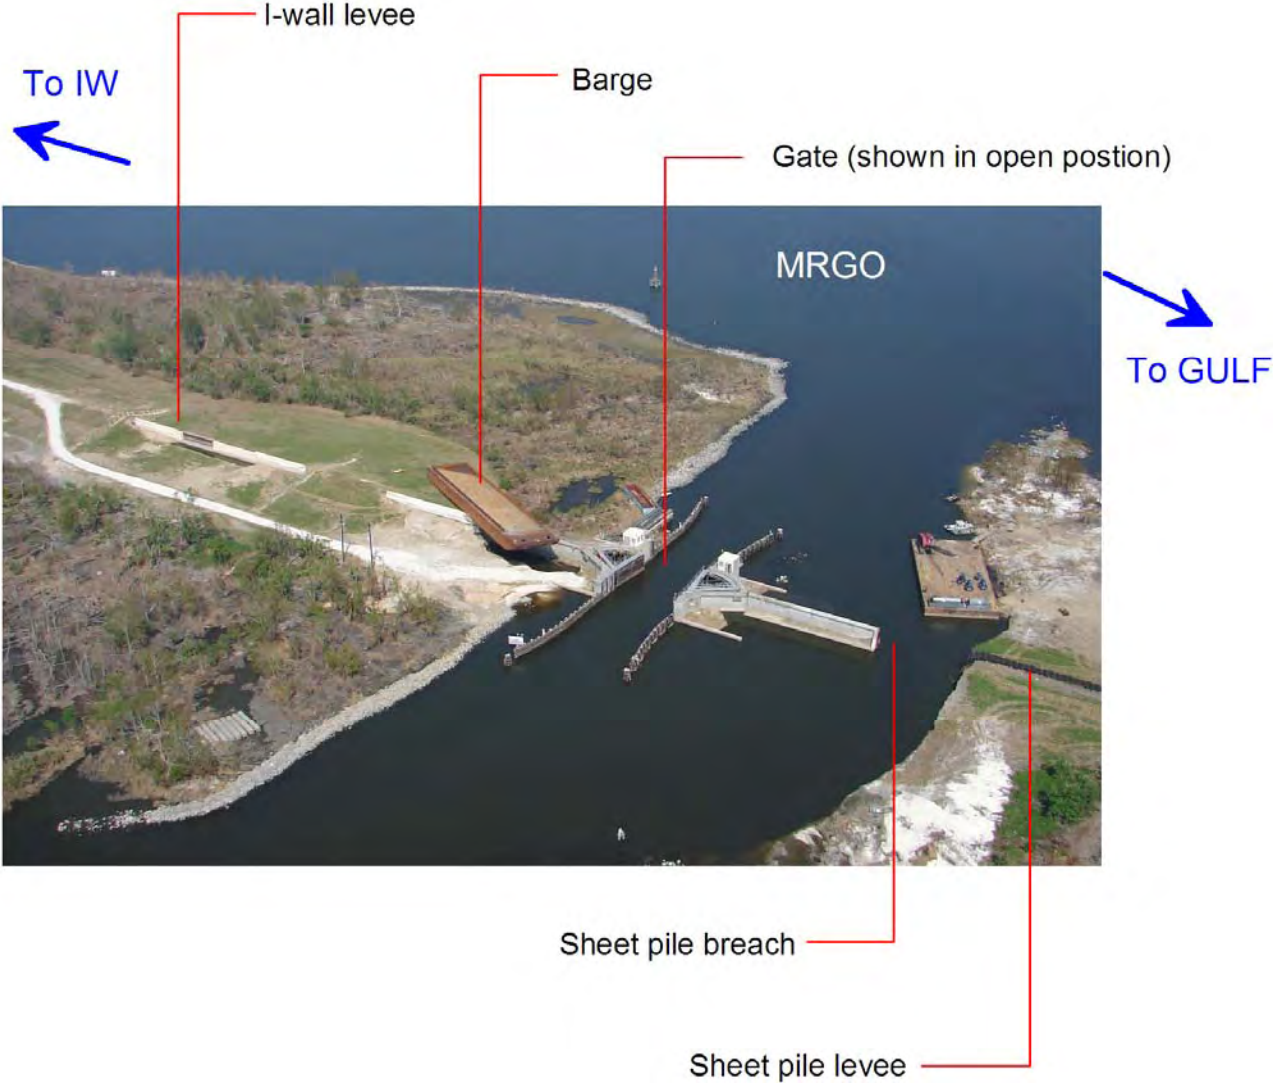 I-wall levee
To IW
Barge
Gate (shown in open postion)
MRGO
To GULF
Sheet pile breach
Sheet pile levee